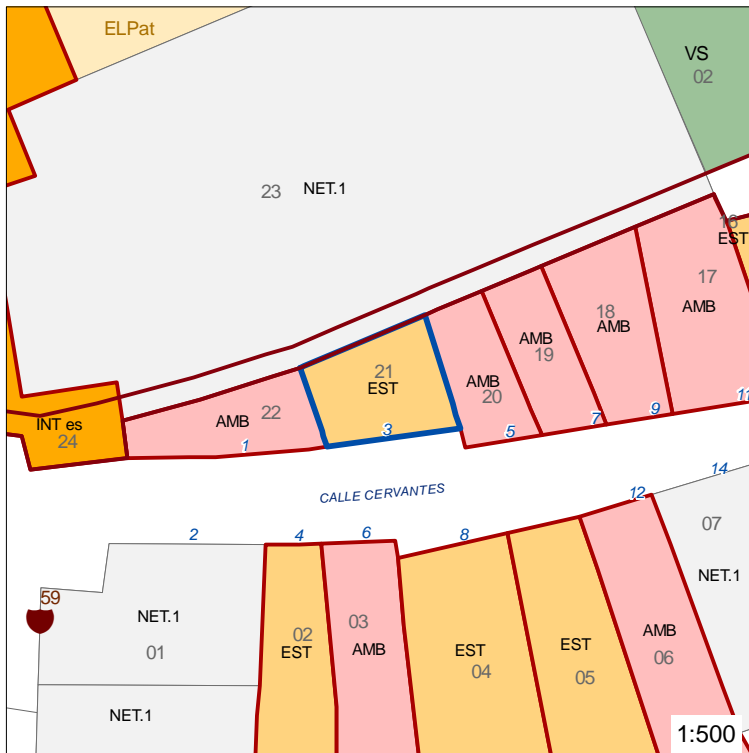 ELPat
VS
02
23 NET.1
16
EST
17
AMB
18
AMB
AMB
19
21
EST
AMB
20
22
AMB
INT es
24
1
3
5
7
9
11
CALLE CERVANTES
2
4
6
8
12
14
59
NET.1
01
02
EST
03
AMB
EST
04
EST
05
AMB
06
07
NET.1
NET.1
1:500